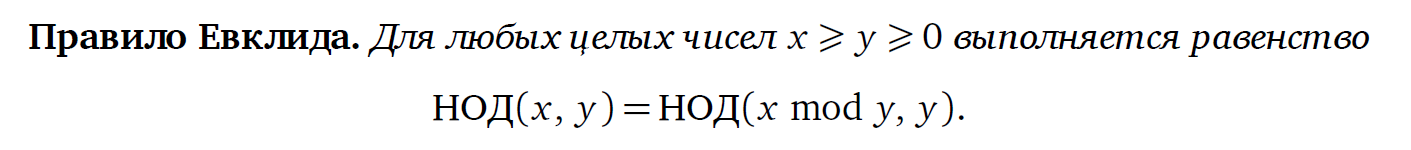 Правило Евклида. Для любых целых чисел x ⩾ y ⩾ 0 выполняется равенство
НОД(x, y) = НОД(x mod y, y).